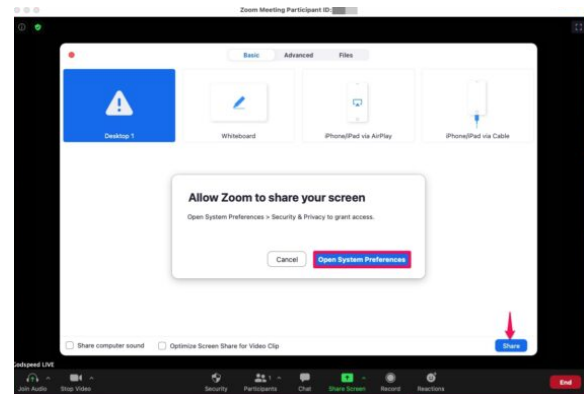 Zoom Meeting Participant ID:
Basic Advanced Files
Desktop 1 Whiteboard iPhone/iPad via AirPlay iPhone/iPad via Cable
Allow Zoom to share your screen
Open System Preferences > Security & Privacy to grant access.
Cancel Open System Preferences
Share computer sound Optimize Screen Share for Video Clip Share
Godspeed LIVE
Join Audio Stop Video Security Participants 1 Chat Share Screen Record Reactions End